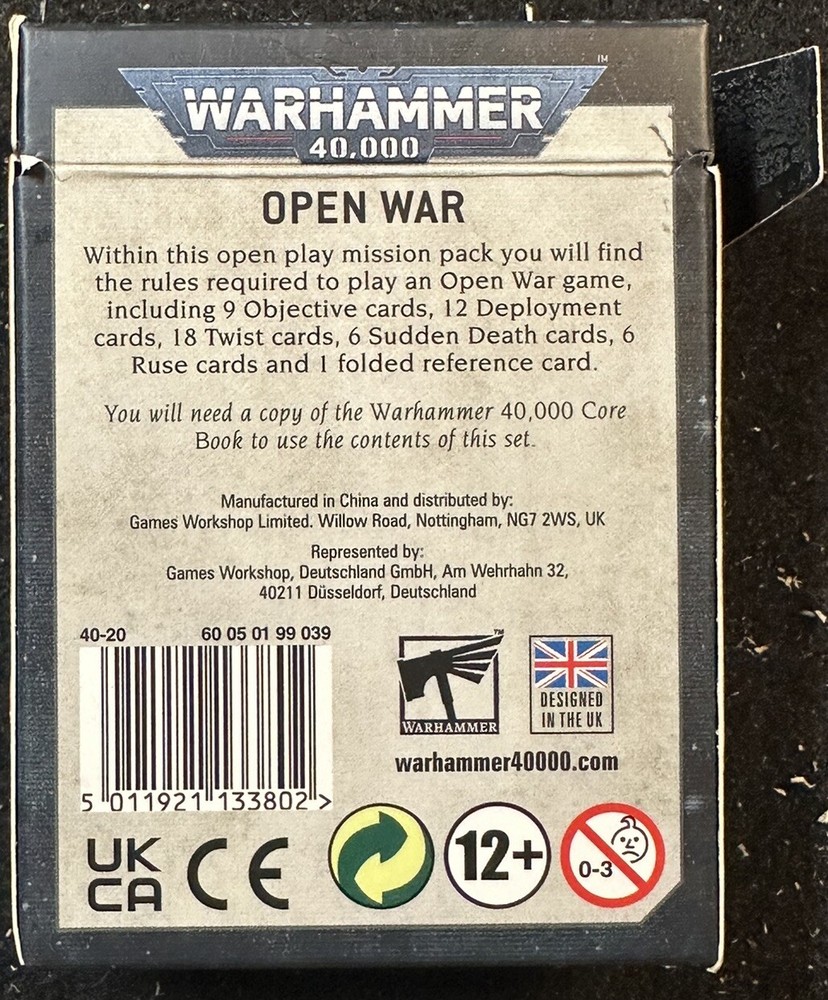 WARHAMMER™
40,000
OPEN WAR
Within this open play mission pack you will find
the rules required to play an Open War game,
including 9 Objective cards, 12 Deployment
cards, 18 Twist cards, 6 Sudden Death cards, 6
Ruse cards and 1 folded reference card.
You will need a copy of the Warhammer 40,000 Core
Book to use the contents of this set.
Manufactured in China and distributed by:
Games Workshop Limited. Willow Road, Nottingham, NG7 2WS, UK
Represented by:
Games Workshop, Deutschland GmbH, Am Wehrhahn 32,
40211 Düsseldorf, Deutschland
40-20 60 05 01 99 039
5 011921 133802 >
WARHAMMER™
DESIGNED
IN THE UK
warhammer40000.com
UK
CA
CE
12+
0-3